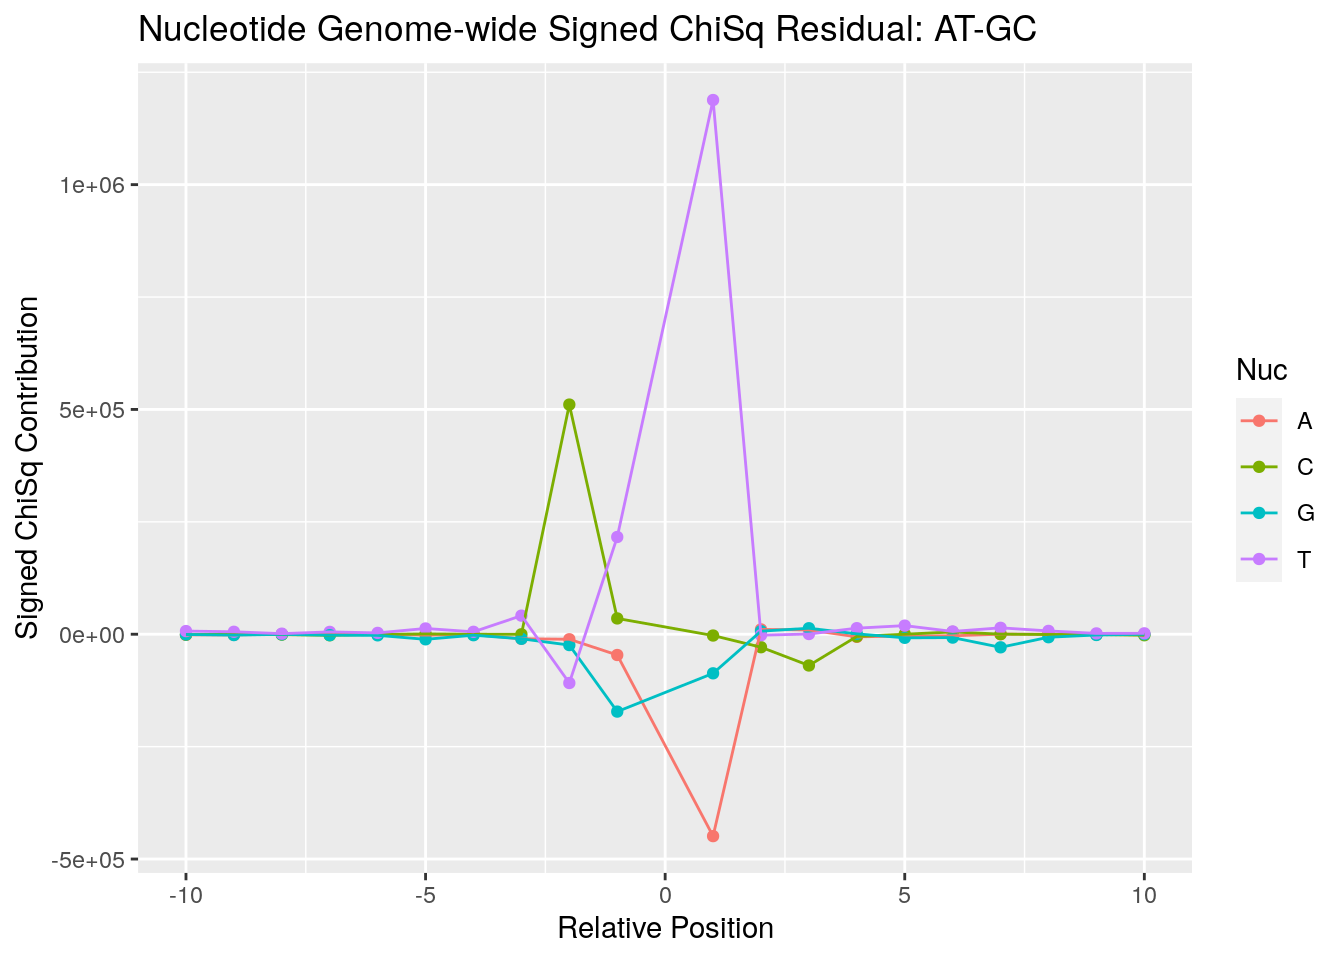 Nucleotide Genome-wide Signed ChiSq Residual: AT-GC
Signed ChiSq Contribution
1e+06
5e+05
0e+00
-5e+05
-10 -5 0 5 10
Relative Position
Nuc
A
C
G
T